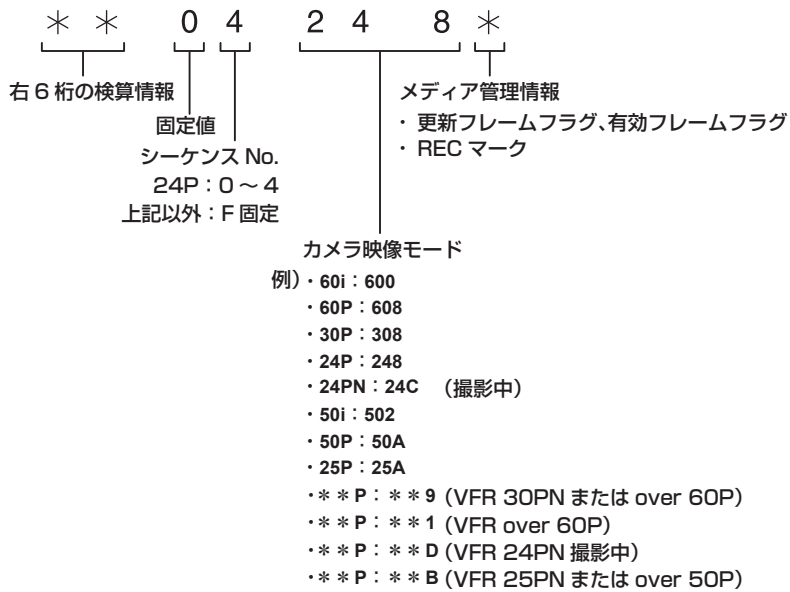 ＊ ＊ 0 4 2 4 8 ＊
右6桁の検算情報
固定値
シーケンス No.
24P：0～4
上記以外：F固定
メディア管理情報
・更新フレームフラグ、有効フレームフラグ
・REC マーク
カメラ映像モード
例）・60i：600
・60P：608
・30P：308
・24P：248
・24PN：24C （撮影中）
・50i：502
・50P：50A
・25P：25A
・＊＊P：＊＊9（VFR 30PN または over 60P）
・＊＊P：＊＊1（VFR over 60P）
・＊＊P：＊＊D（VFR 24PN 撮影中）
・＊＊P：＊＊B（VFR 25PN または over 50P）